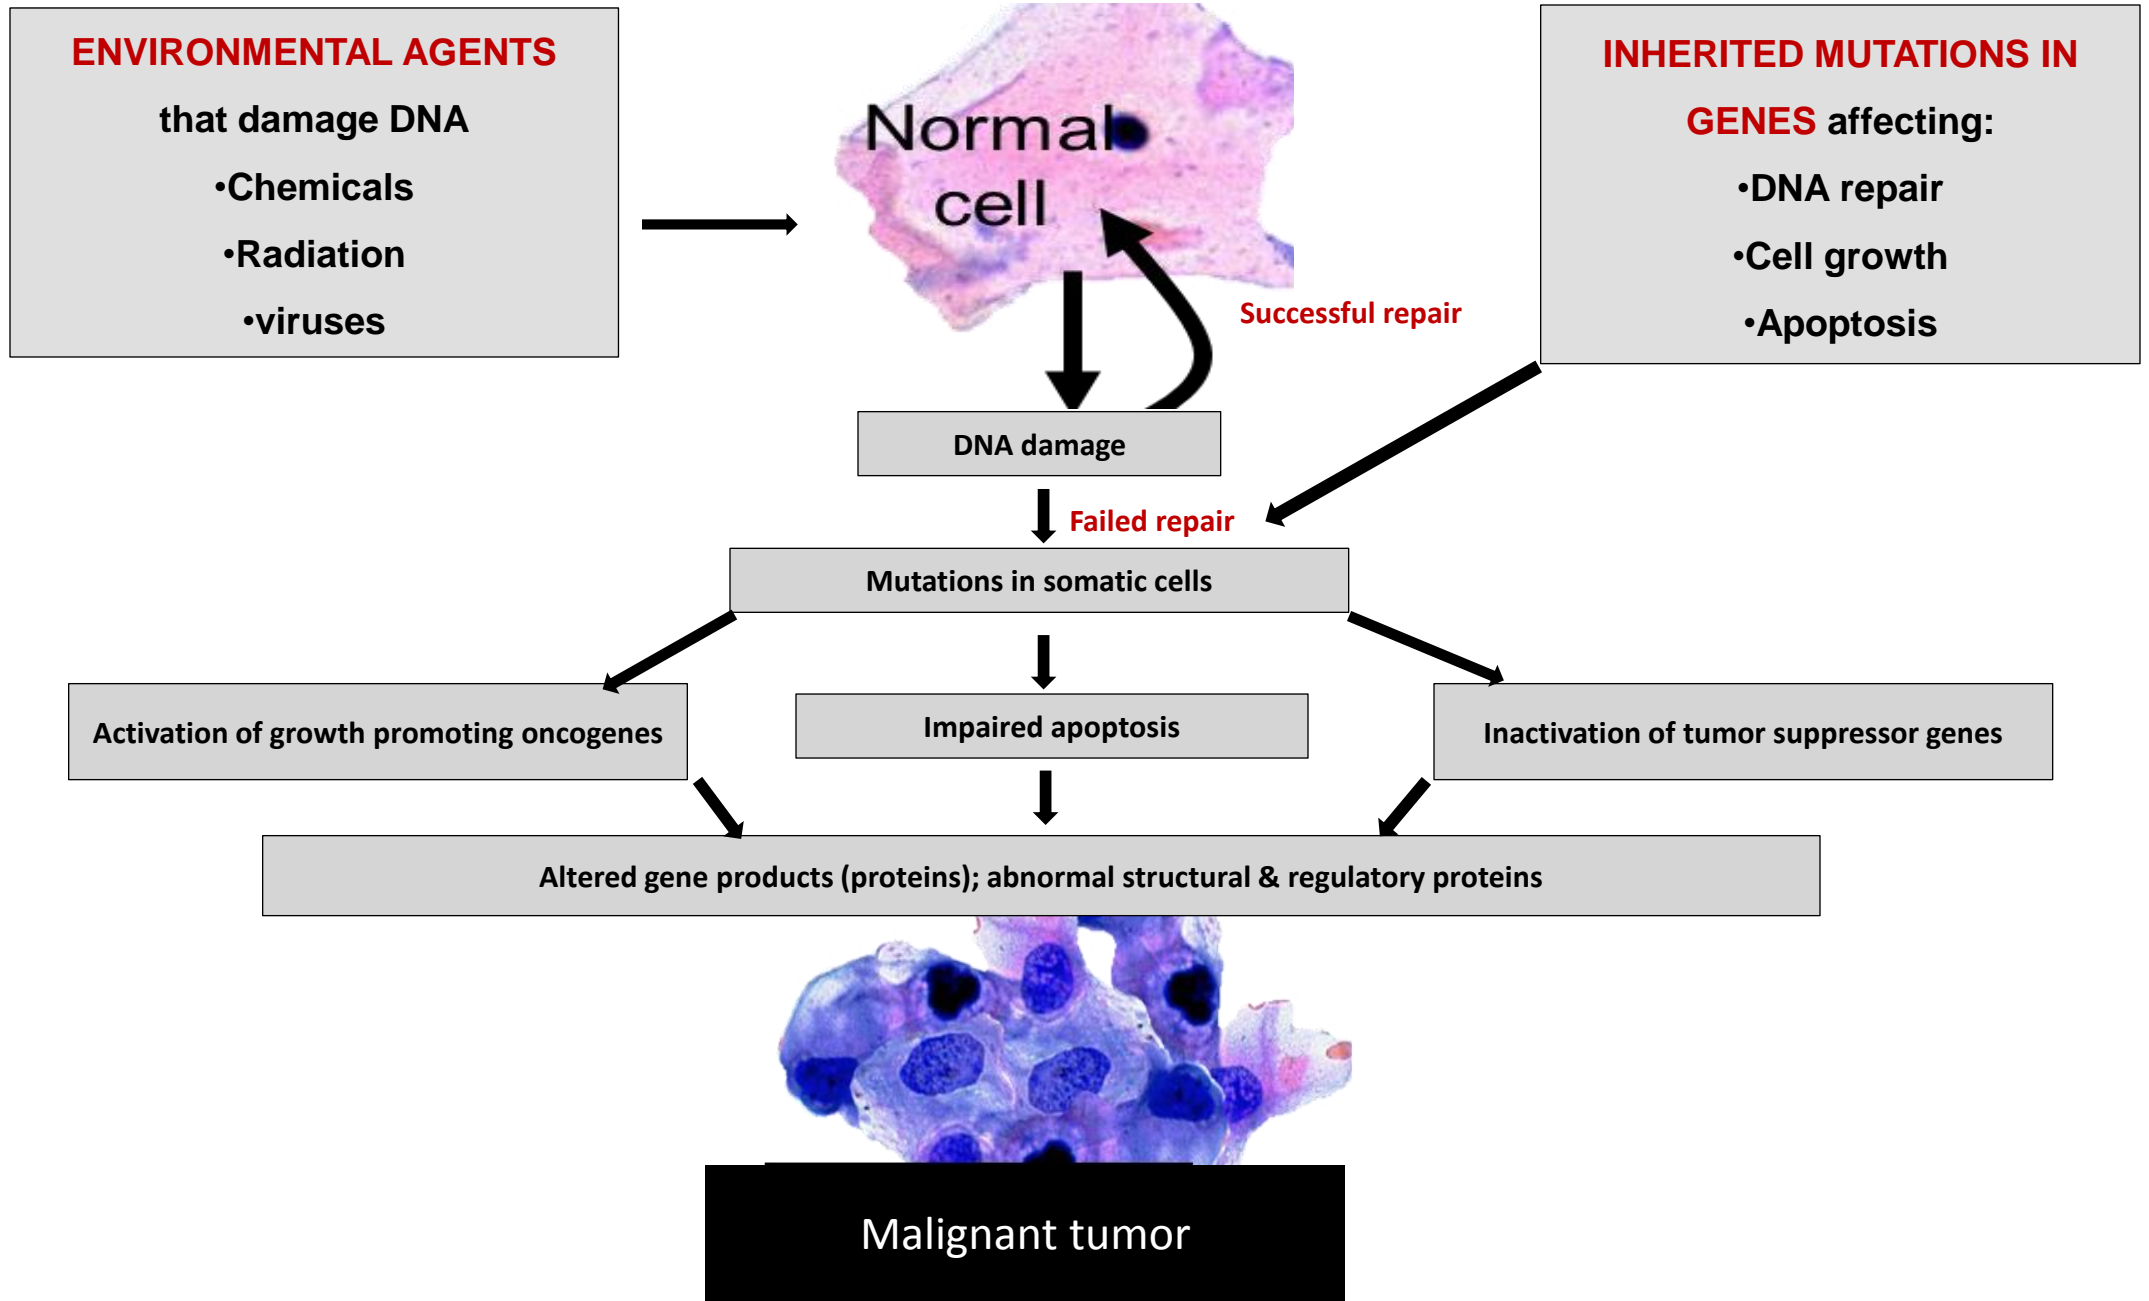 ENVIRONMENTAL AGENTS
that damage DNA
•Chemicals
•Radiation
•viruses
Normal
cell
Successful repair
INHERITED MUTATIONS IN
GENES affecting:
•DNA repair
•Cell growth
•Apoptosis
DNA damage
Failed repair
Mutations in somatic cells
Activation of growth promoting oncogenes
Impaired apoptosis
Inactivation of tumor suppressor genes
Altered gene products (proteins); abnormal structural & regulatory proteins
Malignant tumor